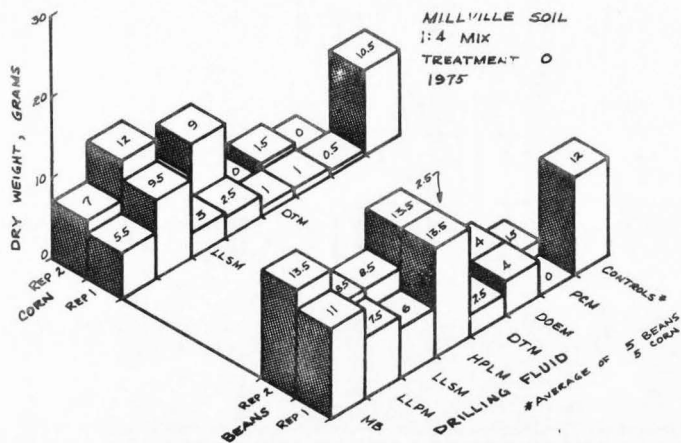 MILLVILLE SOIL
1:4 MIX
TREATMENT 0
1975
DRY WEIGHT, GRAMS
30
20
10
0
10.5
9
0
12
1.5
0.5
9.5
0
1
7
2.5
1
5.5
3
REP 2
REP 1
CORN
LLSM
DTM
2.5
13.5
13.5
12
4
1.5
13.5
8.5
8.5
4
11
7.5
6
2.5
0
REP 2
REP 1
BEANS
MB
LLPM
LLSM
HPLM
DTM
DOEM
PCM
CONTROLS *
DRILLING FLUID
* AVERAGE OF 5 BEANS
5 CORN